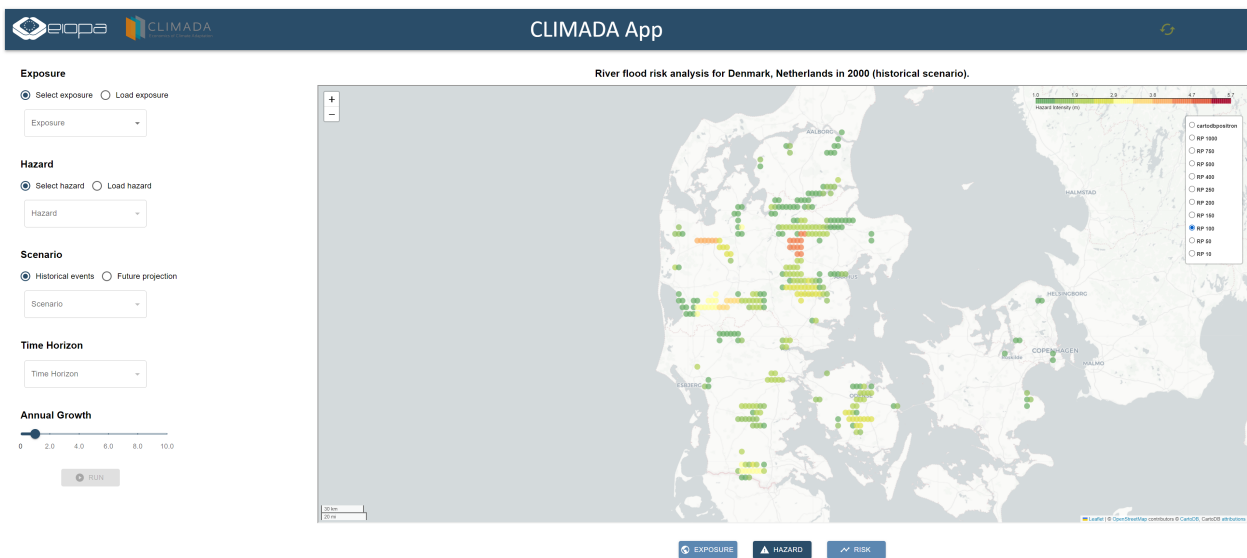 eiopa
CLIMADA
CLIMADA App
Exposure
Select exposure
Load exposure
Exposure
Hazard
Select hazard
Load hazard
Hazard
Scenario
Historical events
Future projection
Scenario
Time Horizon
Time Horizon
Annual Growth
0 2.0 4.0 6.0 8.0 10.0
RUN
River flood risk analysis for Denmark, Netherlands in 2000 (historical scenario).
+
−
1.0 1.9 2.9 3.8 4.7 5.7
Hazard Intensity (m)
cartodbpositron
RP 1000
RP 750
RP 500
RP 400
RP 250
RP 200
RP 150
RP 100
RP 50
RP 10
AALBORG
HALMSTAD
HELSINGBORG
COPENHAGEN
MALMO
ESBJERG
ODENSE
30 km
20 mi
Leaflet | © OpenStreetMap contributors © CartoDB, CartoDB attributions
EXPOSURE
HAZARD
RISK